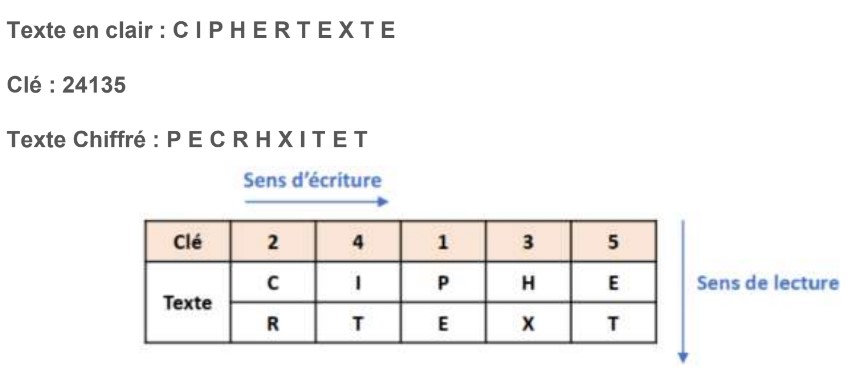 Texte en clair : C I P H E R T E X T E
Clé : 24135
Texte Chiffré : P E C R H X I T E T
Sens d'écriture
Clé 2 4 1 3 5
Texte
C I P H E
R T E X T
Sens de lecture